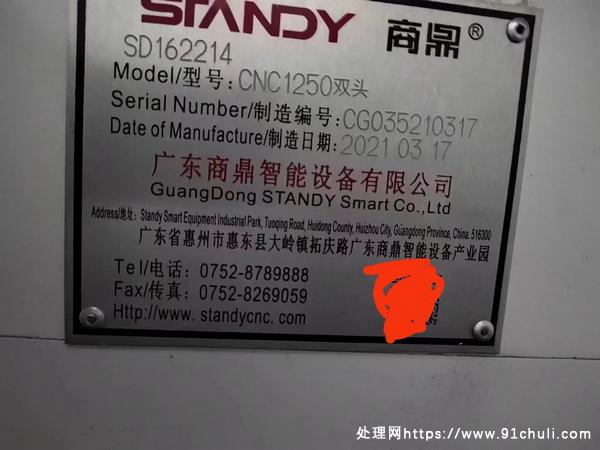 STANDY 商鼎®
SD162214
Model/型号: CNC1250双头
Serial Number/制造编号: CG035210317
Date of Manufacture/制造日期: 2021 03 17
广东商鼎智能设备有限公司
GuangDong STANDY Smart Co.,Ltd
Address/地址: Standy Smart Equipment Industrial Park, Tuoqing Road, Huidong County, Huizhou City, Guangdong Province, China. 516300
广东省惠州市惠东县大岭镇拓庆路广东商鼎智能设备产业园
Tel/电话: 0752-8789888
Fax/传真: 0752-8269059
Http://www.standycnc.com
处理网https://www.91chuli.com/